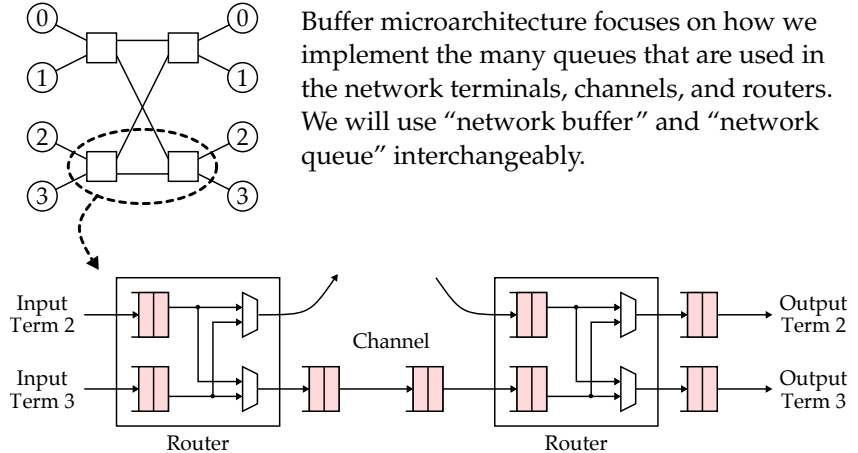 0
0
1
1
2
2
3
3
Buffer microarchitecture focuses on how we
implement the many queues that are used in
the network terminals, channels, and routers.
We will use “network buffer” and “network
queue” interchangeably.
Input
Term 2
Input
Term 3
Channel
Router
Router
Output
Term 2
Output
Term 3